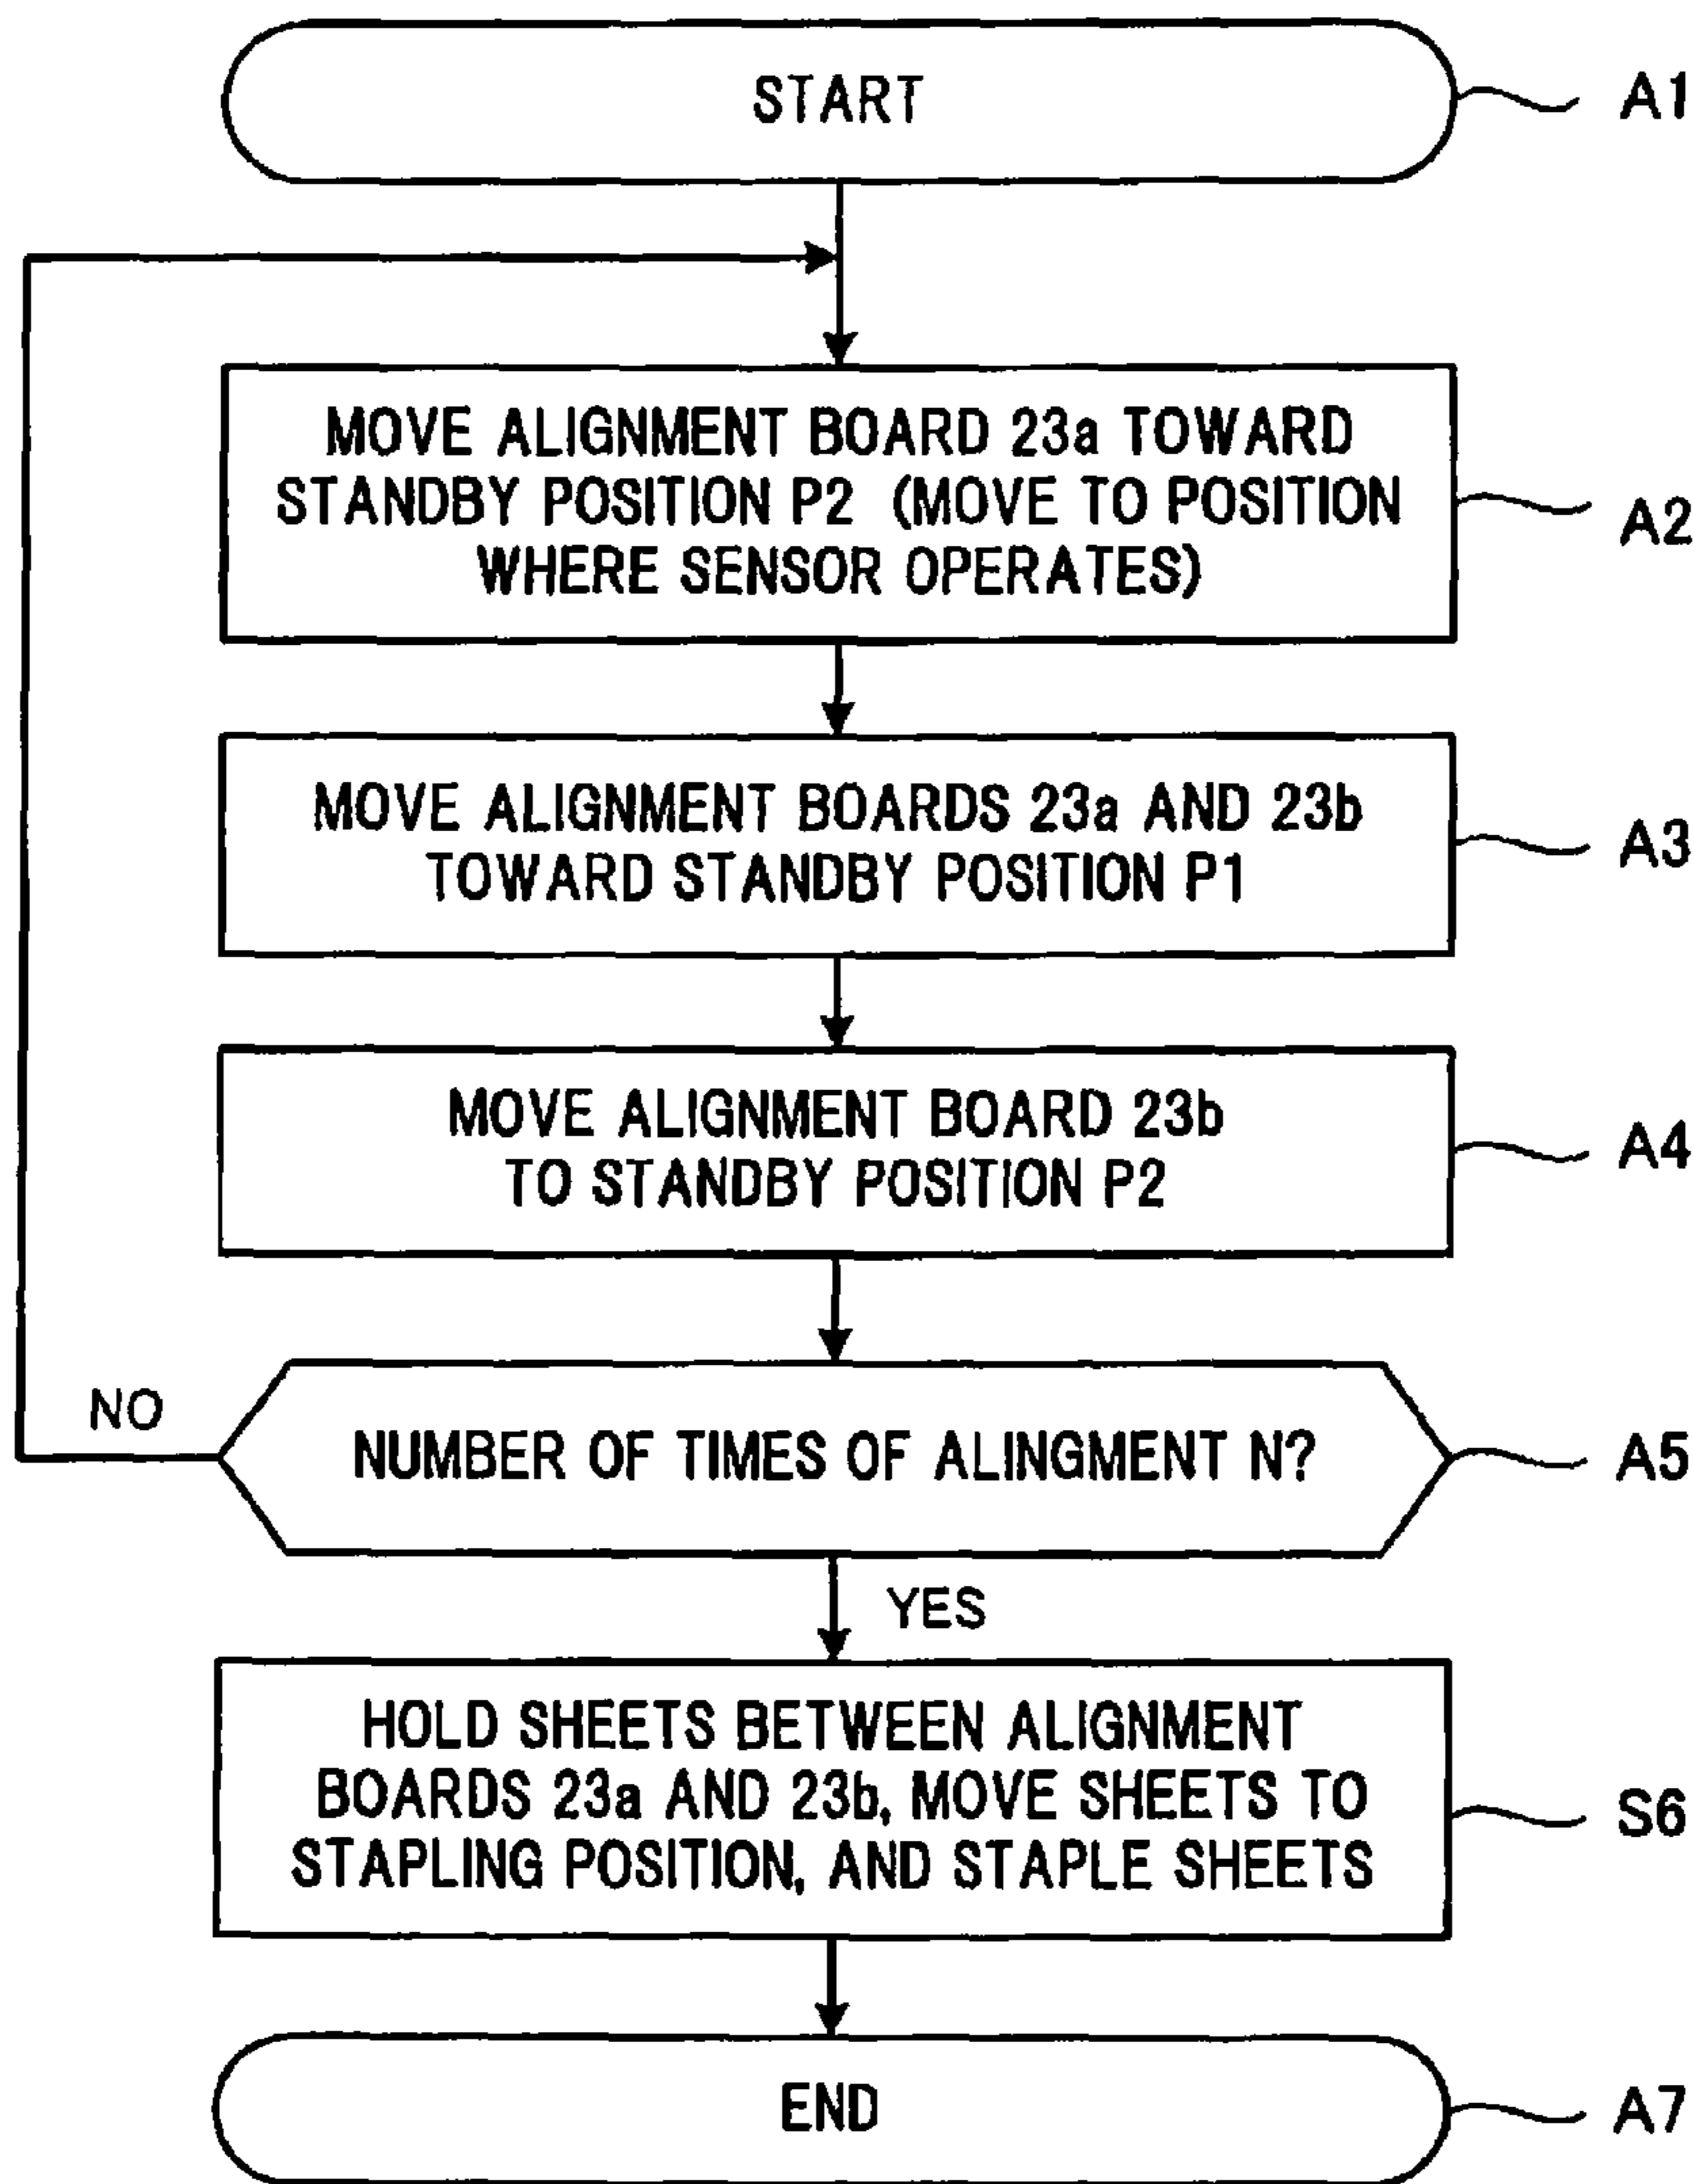 START
A1
MOVE ALIGNMENT BOARD 23a TOWARD
STANDBY POSITION P2 (MOVE TO POSITION
WHERE SENSOR OPERATES)
A2
MOVE ALIGNMENT BOARDS 23a AND 23b
TOWARD STANDBY POSITION P1
A3
MOVE ALIGNMENT BOARD 23b
TO STANDBY POSITION P2
A4
NO
NUMBER OF TIMES OF ALINGMENT N?
A5
YES
HOLD SHEETS BETWEEN ALIGNMENT
BOARDS 23a AND 23b, MOVE SHEETS TO
STAPLING POSITION, AND STAPLE SHEETS
S6
END
A7